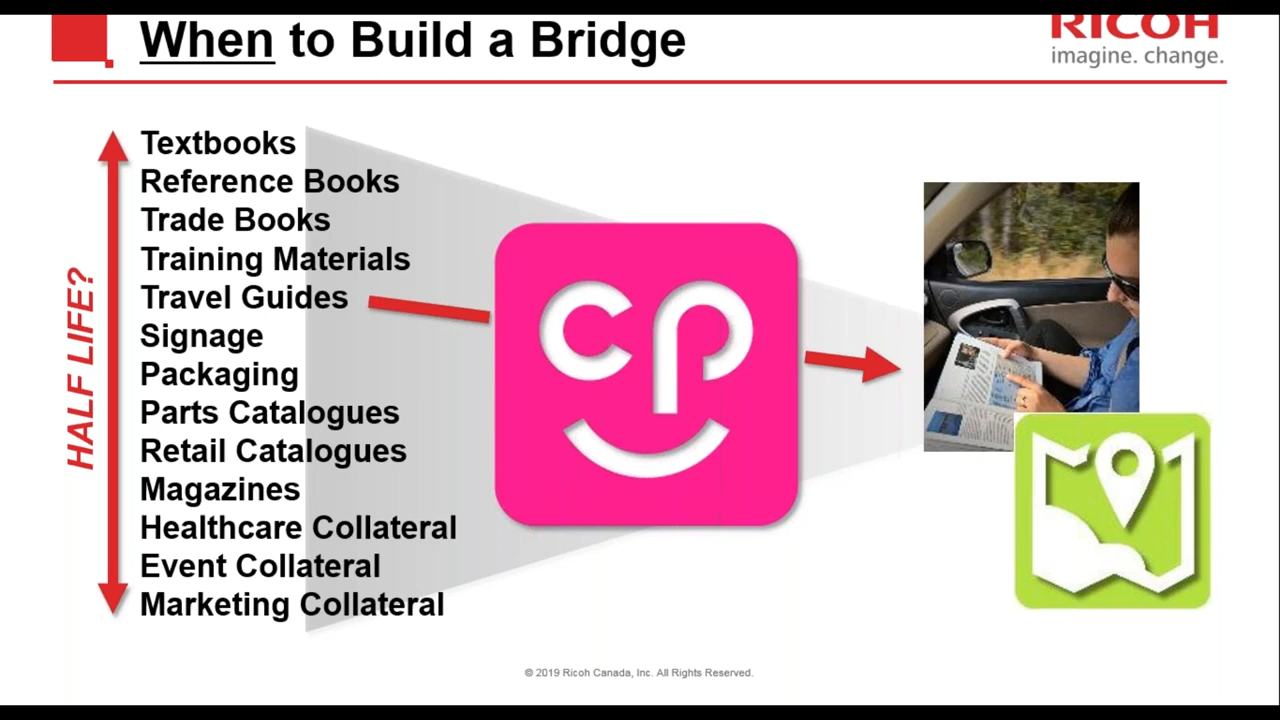 When to Build a Bridge
RICOH
imagine. change.
HALF LIFE?
Textbooks
Reference Books
Trade Books
Training Materials
Travel Guides
Signage
Packaging
Parts Catalogues
Retail Catalogues
Magazines
Healthcare Collateral
Event Collateral
Marketing Collateral
cp
© 2019 Ricoh Canada, Inc. All Rights Reserved.